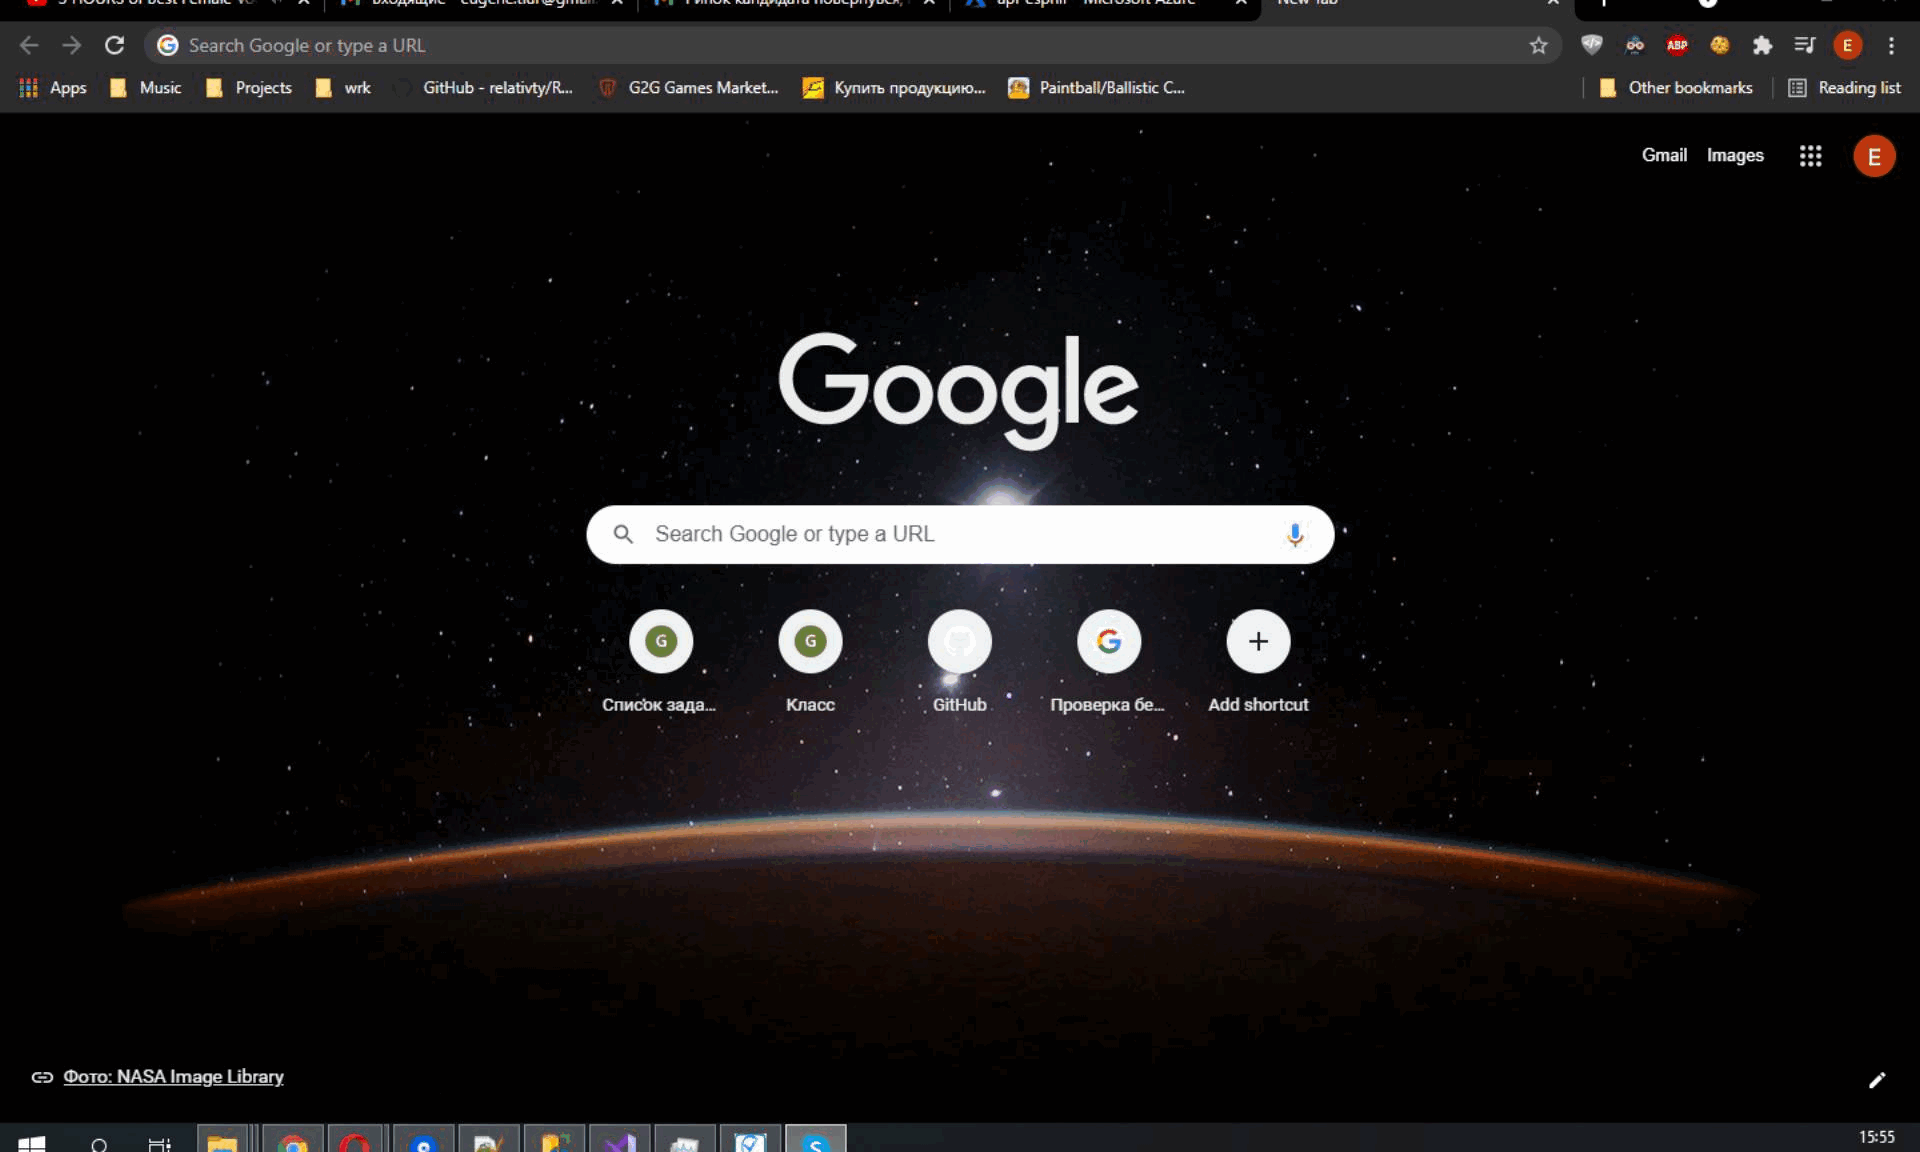 Search Google or type a URL
ABP
E
Apps
Music
Projects
wrk
GitHub - relativty/R...
G2G Games Market...
Купить продукцию...
Paintball/Ballistic C...
Other bookmarks
Reading list
Gmail
Images
E
Google
Search Google or type a URL
G
G
Список зада...
Класс
GitHub
Проверка бе...
Add shortcut
Фото: NASA Image Library
15:55